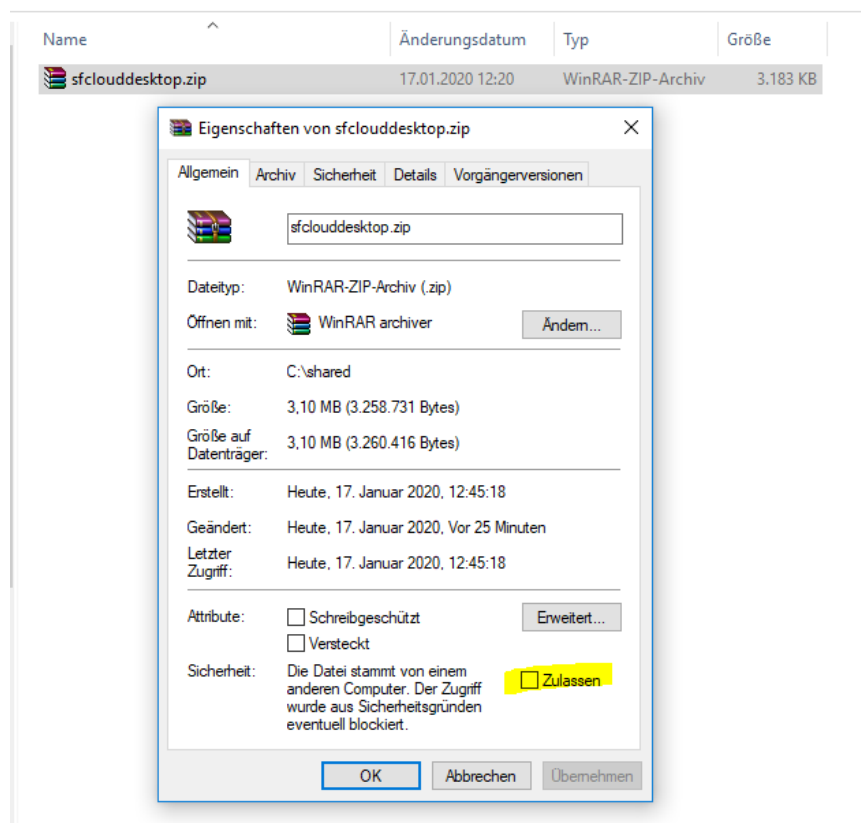 Name Änderungsdatum Typ Größe
sfclouddesktop.zip 17.01.2020 12:20 WinRAR-ZIP-Archiv 3.183 KB
Eigenschaften von sfclouddesktop.zip
Allgemein Archiv Sicherheit Details Vorgängerversionen
sfclouddesktop.zip
Dateityp: WinRAR-ZIP-Archiv (.zip)
Öffnen mit: WinRAR archiver Ändern...
Ort: C:\shared
Größe: 3,10 MB (3.258.731 Bytes)
Größe auf
Datenträger: 3,10 MB (3.260.416 Bytes)
Erstellt: Heute, 17. Januar 2020, 12:45:18
Geändert: Heute, 17. Januar 2020, Vor 25 Minuten
Letzter
Zugriff: Heute, 17. Januar 2020, 12:45:18
Attribute: Schreibgeschützt Erweitert...
Versteckt
Sicherheit: Die Datei stammt von einem
anderen Computer. Der Zugriff
wurde aus Sicherheitsgründen
eventuell blockiert.
Zulassen
OK Abbrechen Übernehmen